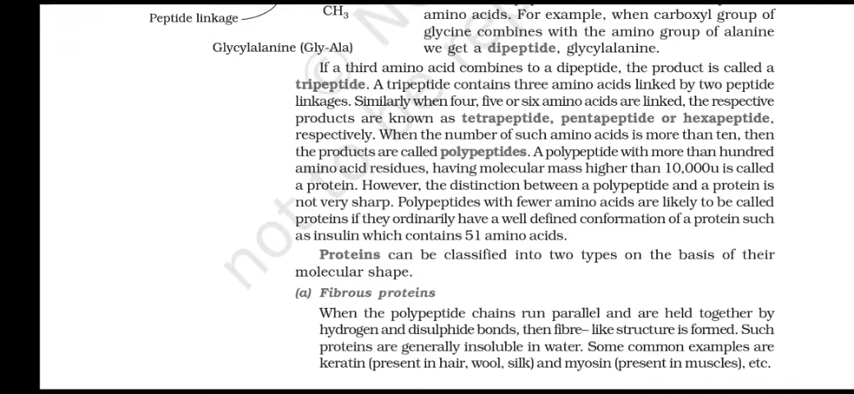 Peptide linkage
CH3
Glycylalanine (Gly-Ala)
amino acids. For example, when carboxyl group of
glycine combines with the amino group of alanine
we get a dipeptide, glycylalanine.
If a third amino acid combines to a dipeptide, the product is called a
tripeptide. A tripeptide contains three amino acids linked by two peptide
linkages. Similarly when four, five or six amino acids are linked, the respective
products are known as tetrapeptide, pentapeptide or hexapeptide,
respectively. When the number of such amino acids is more than ten, then
the products are called polypeptides. A polypeptide with more than hundred
amino acid residues, having molecular mass higher than 10,000u is called
a protein. However, the distinction between a polypeptide and a protein is
not very sharp. Polypeptides with fewer amino acids are likely to be called
proteins if they ordinarily have a well defined conformation of a protein such
as insulin which contains 51 amino acids.
Proteins can be classified into two types on the basis of their
molecular shape.
(a) Fibrous proteins
When the polypeptide chains run parallel and are held together by
hydrogen and disulphide bonds, then fibre– like structure is formed. Such
proteins are generally insoluble in water. Some common examples are
keratin (present in hair, wool, silk) and myosin (present in muscles), etc.
not to be re
© N